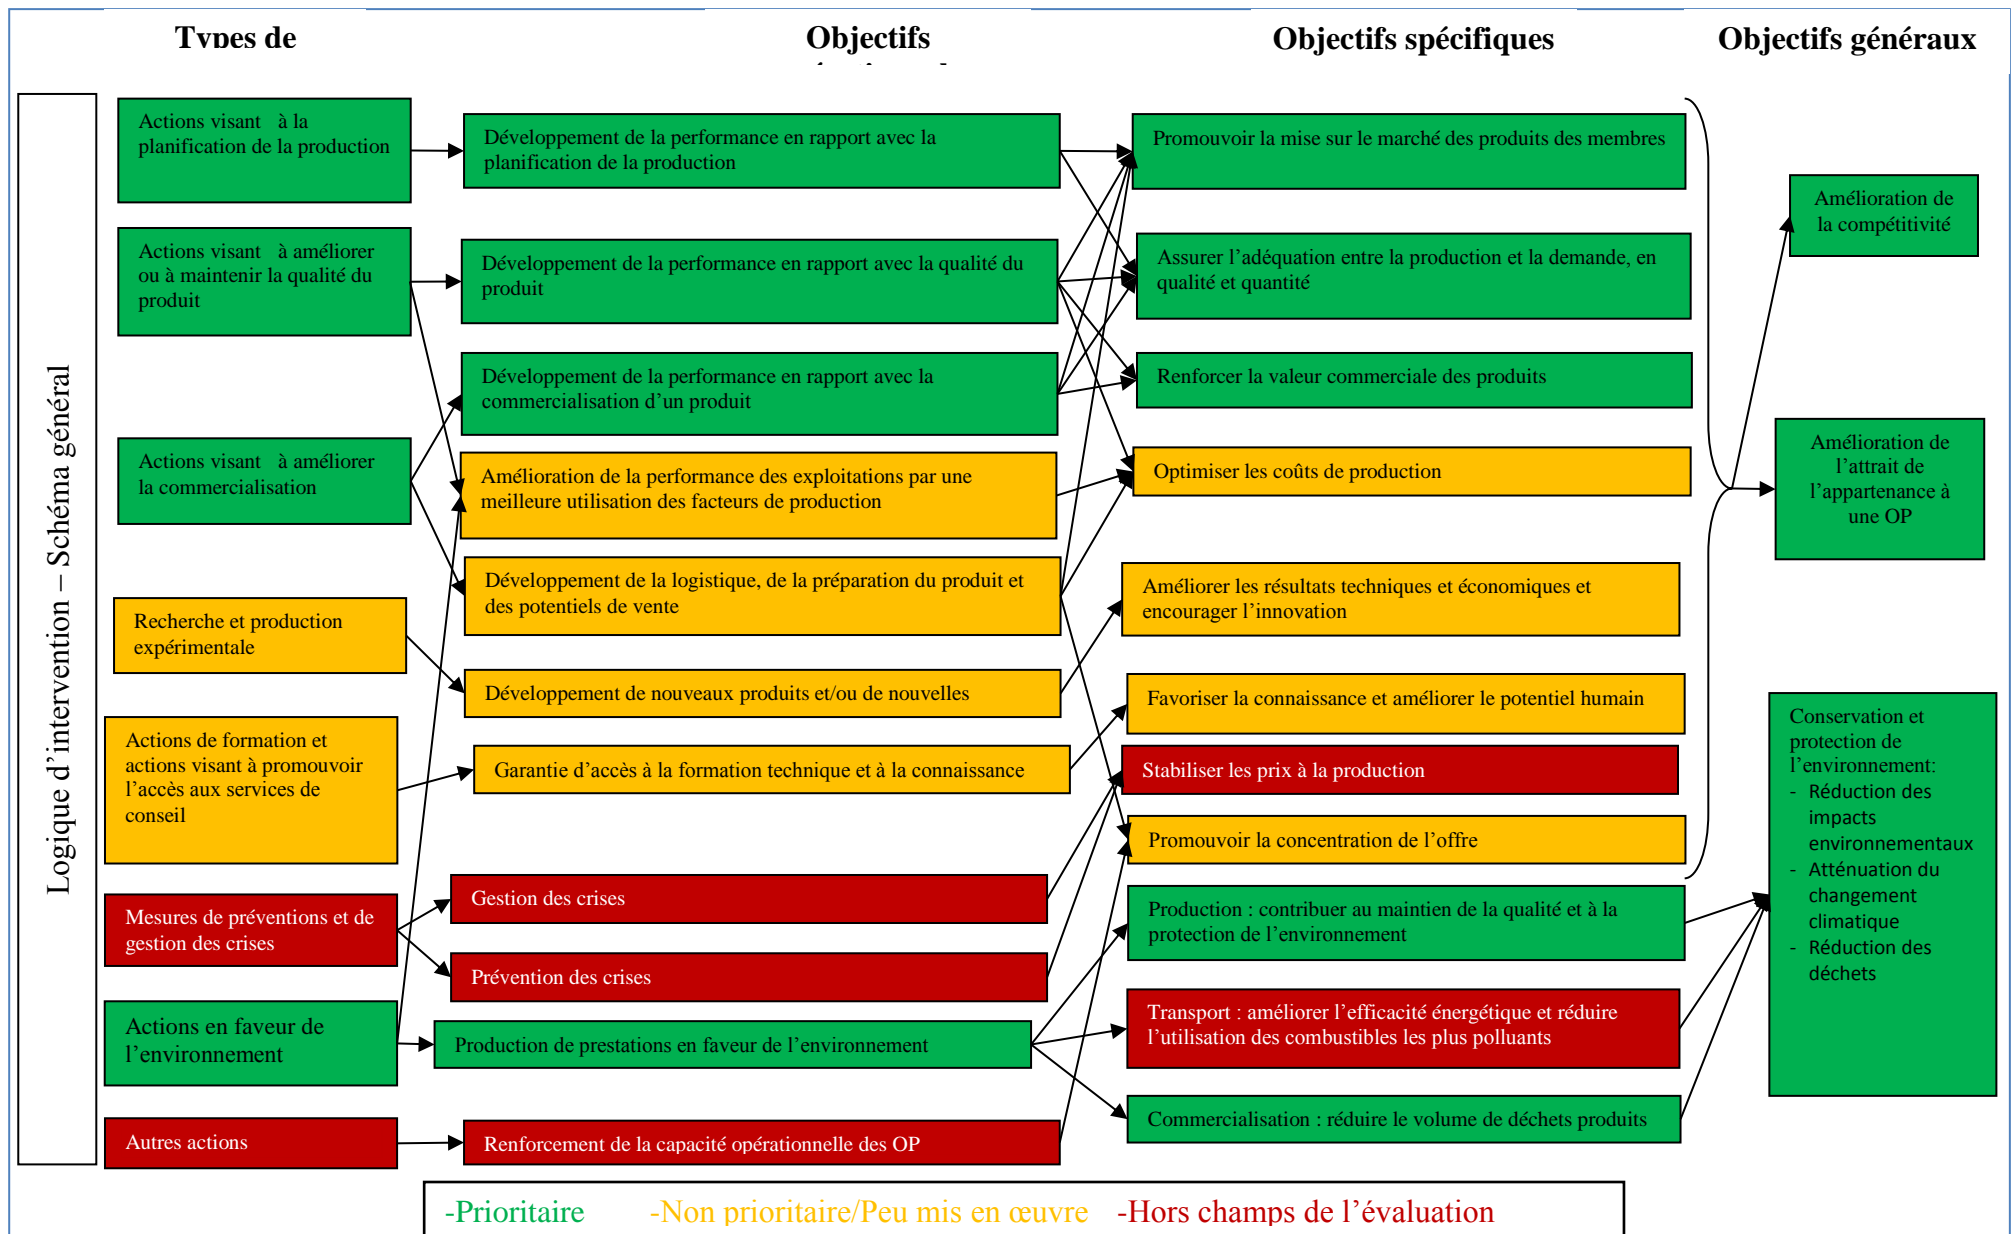 Types de
Objectifs
Objectifs spécifiques
Objectifs généraux
Logique d’intervention – Schéma général
Actions visant à la
planification de la production
Actions visant à améliorer
ou à maintenir la qualité du
produit
Actions visant à améliorer
la commercialisation
Recherche et production
expérimentale
Actions de formation et
actions visant à promouvoir
l’accès aux services de
conseil
Mesures de préventions et de
gestion des crises
Actions en faveur de
l’environnement
Autres actions
Développement de la performance en rapport avec la
planification de la production
Développement de la performance en rapport avec la qualité du
produit
Développement de la performance en rapport avec la
commercialisation d’un produit
Amélioration de la performance des exploitations par une
meilleure utilisation des facteurs de production
Développement de la logistique, de la préparation du produit et
des potentiels de vente
Développement de nouveaux produits et/ou de nouvelles
Garantie d’accès à la formation technique et à la connaissance
Gestion des crises
Prévention des crises
Production de prestations en faveur de l’environnement
Renforcement de la capacité opérationnelle des OP
Promouvoir la mise sur le marché des produits des membres
Assurer l’adéquation entre la production et la demande, en
qualité et quantité
Renforcer la valeur commerciale des produits
Optimiser les coûts de production
Améliorer les résultats techniques et économiques et
encourager l’innovation
Favoriser la connaissance et améliorer le potentiel humain
Stabiliser les prix à la production
Promouvoir la concentration de l’offre
Production : contribuer au maintien de la qualité et à la
protection de l’environnement
Transport : améliorer l’efficacité énergétique et réduire
l’utilisation des combustibles les plus polluants
Commercialisation : réduire le volume de déchets produits
Amélioration de
la compétitivité
Amélioration de
l’attrait de
l’appartenance à
une OP
Conservation et
protection de
l’environnement:
- Réduction des
impacts
environnementaux
- Atténuation du
changement
climatique
- Réduction des
déchets
-Prioritaire -Non prioritaire/Peu mis en œuvre -Hors champs de l’évaluation